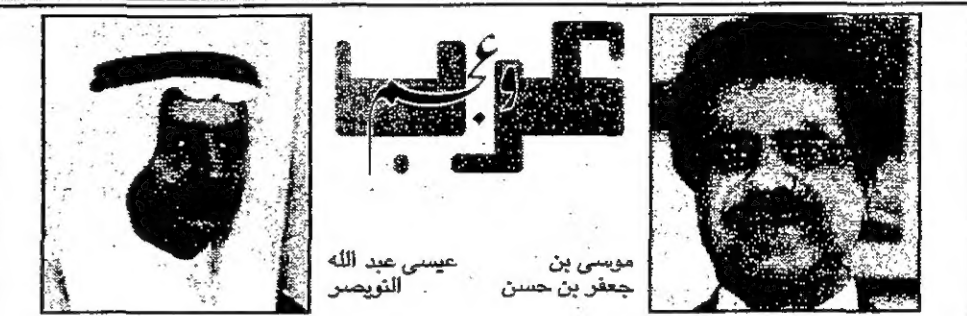 عرب
وعجم
موسى بن
جعفر بن حسن
عيسى عبد الله
النويصر